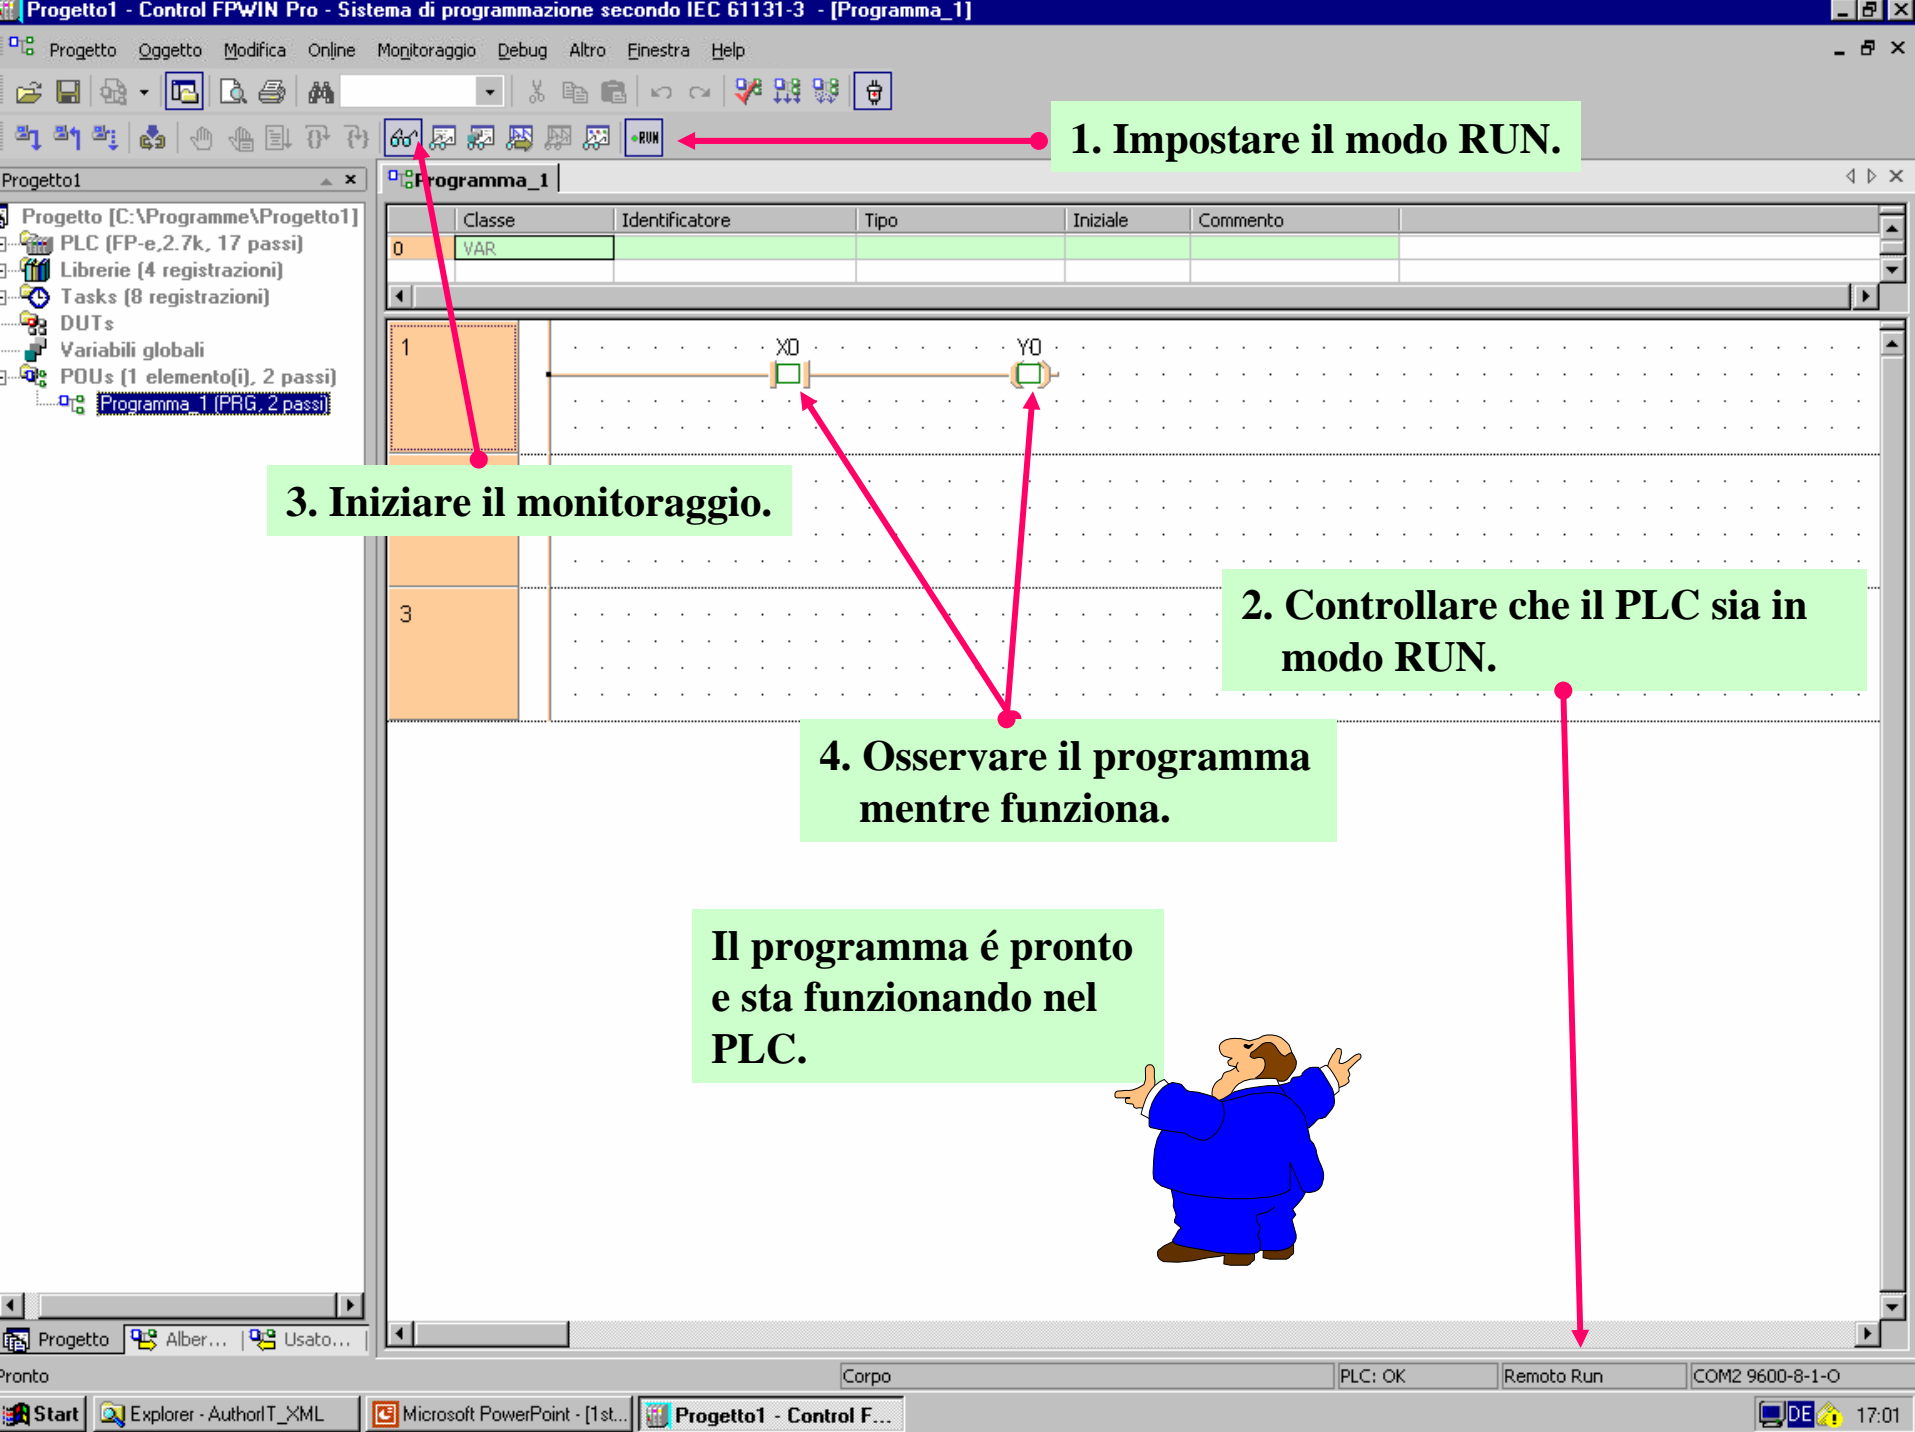 Progetto1 - Control FPWIN Pro - Sistema di programmazione secondo IEC 61131-3 - [Programma_1]
Progetto Oggetto Modifica Online Monitoraggio Debug Altro Finestra Help
RUN
1. Impostare il modo RUN.
Progetto1
Programma_1
Progetto [C:\Programme\Progetto1]
PLC (FP-e,2.7k, 17 passi)
Librerie (4 registrazioni)
Tasks (8 registrazioni)
DUTs
Variabili globali
POUs (1 elemento(i), 2 passi)
Programma_1 (PRG, 2 passi)
Classe Identificatore Tipo Iniziale Commento
0 VAR
1
X0 Y0
3. Iniziare il monitoraggio.
3
2. Controllare che il PLC sia in
modo RUN.
4. Osservare il programma
mentre funziona.
Il programma é pronto
e sta funzionando nel
PLC.
Progetto Alber... Usato...
Pronto Corpo PLC: OK Remoto Run COM2 9600-8-1-O
Start Explorer - AuthorIT_XML Microsoft PowerPoint - [1st... Progetto1 - Control F... DE 17:01